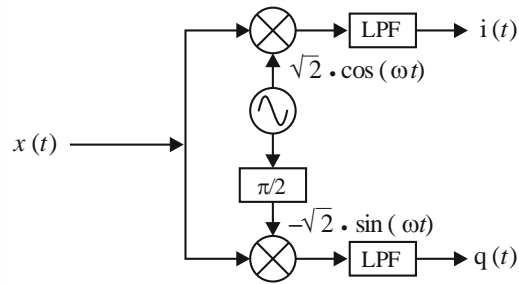 LPF
i (t)
√2 • cos (ωt)
x (t)
π/2
−√2 • sin (ωt)
LPF
q (t)